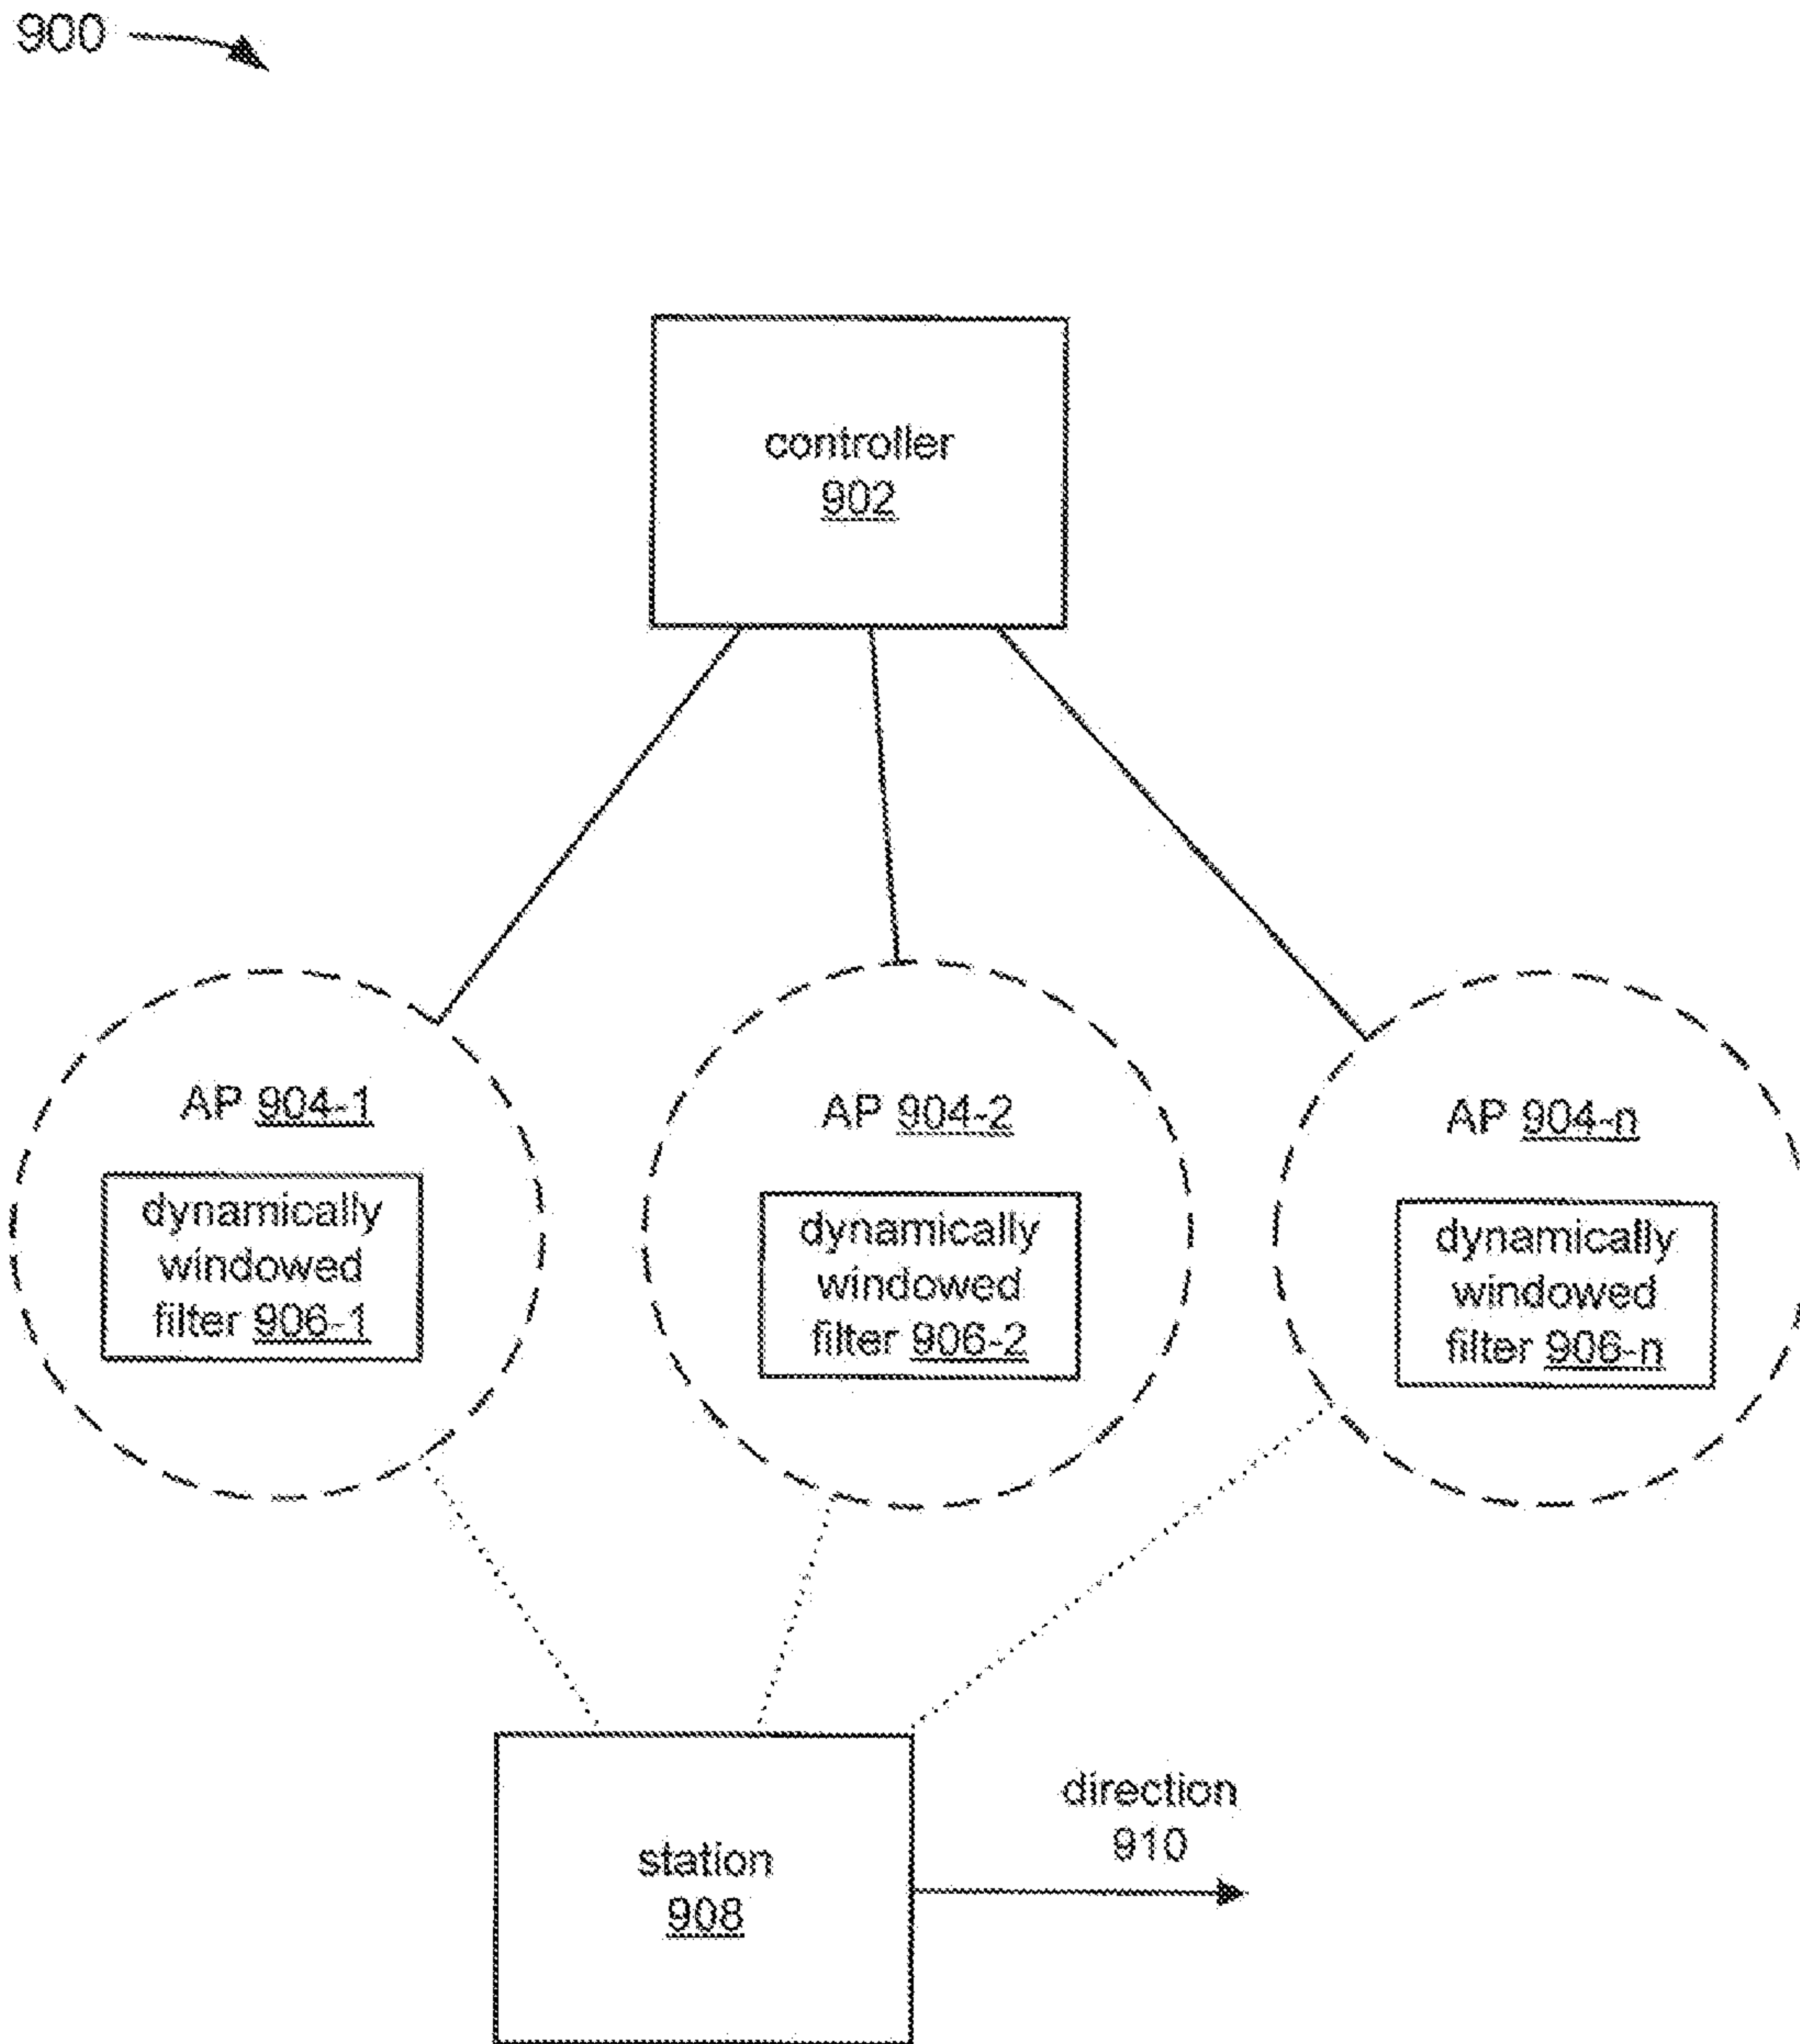 900
controller
902
AP 904-1
AP 904-2
AP 904-n
dynamically
windowed
filter 906-1
dynamically
windowed
filter 906-2
dynamically
windowed
filter 906-n
direction
910
station
908